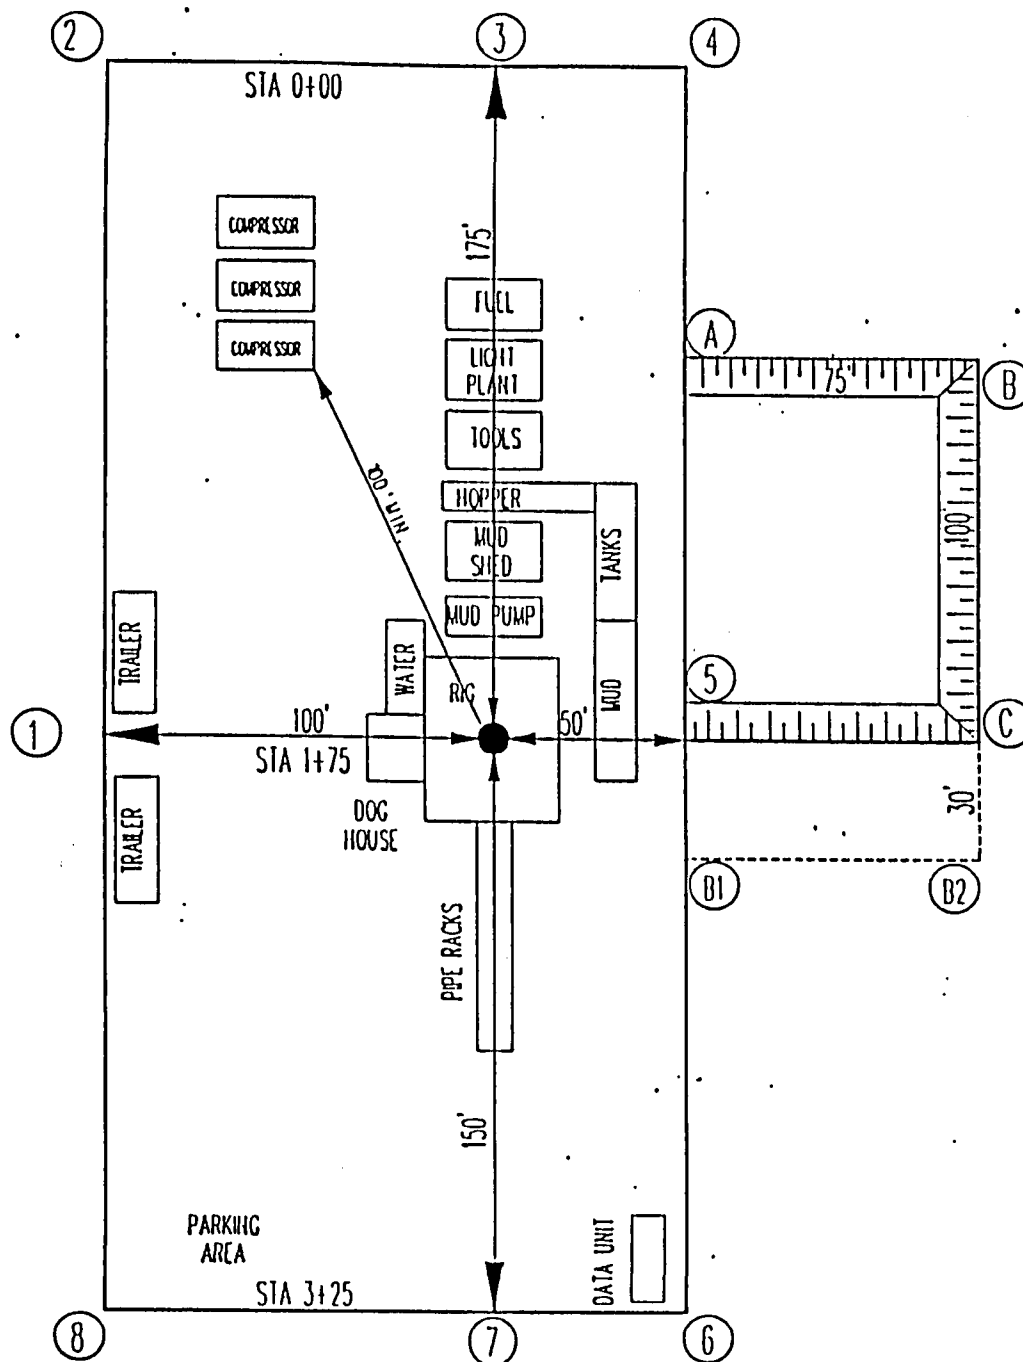 2
3
4
STA 0+00
COMPRESSOR
COMPRESSOR
COMPRESSOR
175'
FUEL
LIGHT
PLANT
TOOLS
HOPPER
MUD
SHED
MUD PUMP
TANKS
MUD
A
75'
B
100'
5
C
30'
B1
B2
MIN.
TRAILER
WATER
RIG
1
100'
50'
STA 1+75
TRAILER
DOG
HOUSE
PIPE RACKS
150'
PARKING
AREA
DATA UNIT
STA 3+25
8
7
6